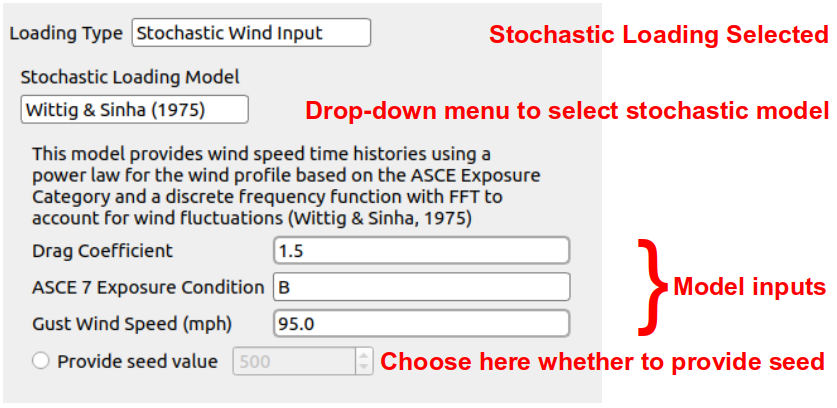 Loading Type Stochastic Wind Input Stochastic Loading Selected
Stochastic Loading Model
Wittig & Sinha (1975) Drop-down menu to select stochastic model
This model provides wind speed time histories using a
power law for the wind profile based on the ASCE Exposure
Category and a discrete frequency function with FFT to
account for wind fluctuations (Wittig & Sinha, 1975)
Drag Coefficient 1.5
ASCE 7 Exposure Condition B
Model inputs
Gust Wind Speed (mph) 95.0
Provide seed value 500 Choose here whether to provide seed